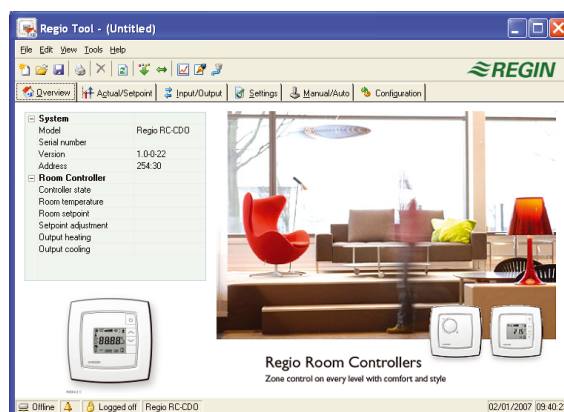 Regio Tool - (Untitled)
File Edit View Tools Help
REGIN
Overview Actual/Setpoint Input/Output Settings Manual/Auto Configuration
System
Model Regio RC-CDO
Serial number
Version 1.0-0-22
Address 254:30
Room Controller
Controller state
Room temperature
Room setpoint
Setpoint adjustment
Output heating
Output cooling
Regio Room Controllers
Zone control on every level with comfort and style
Offline Logged off Regio RC-CDO 02/01/2007 09:40:2